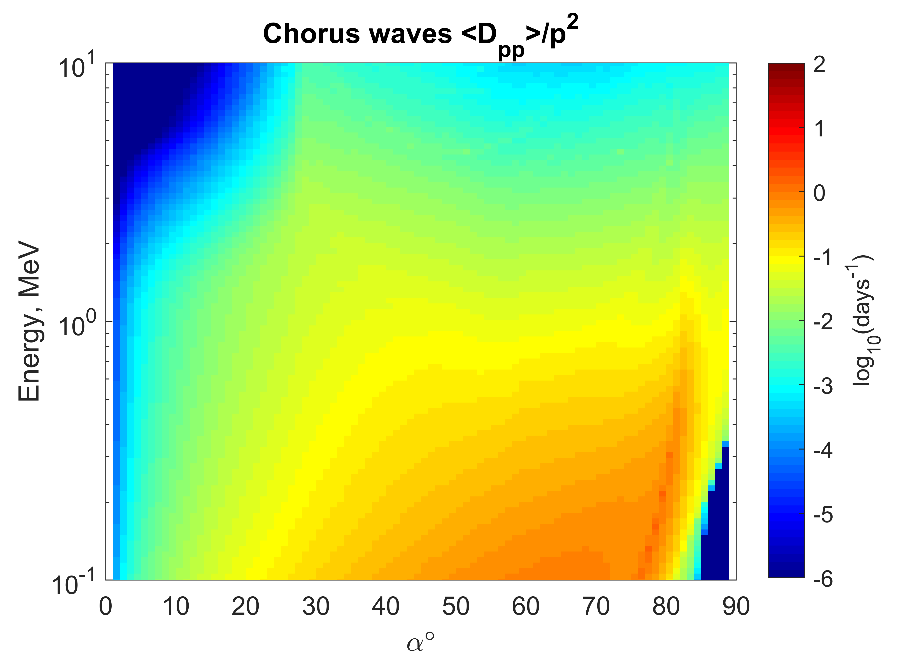 Chorus waves <D_pp>/p^2
Energy, MeV
10^1
10^0
10^-1
0 10 20 30 40 50 60 70 80 90
α°
2
1
0
-1
-2
-3
-4
-5
-6
log_10(days^-1)